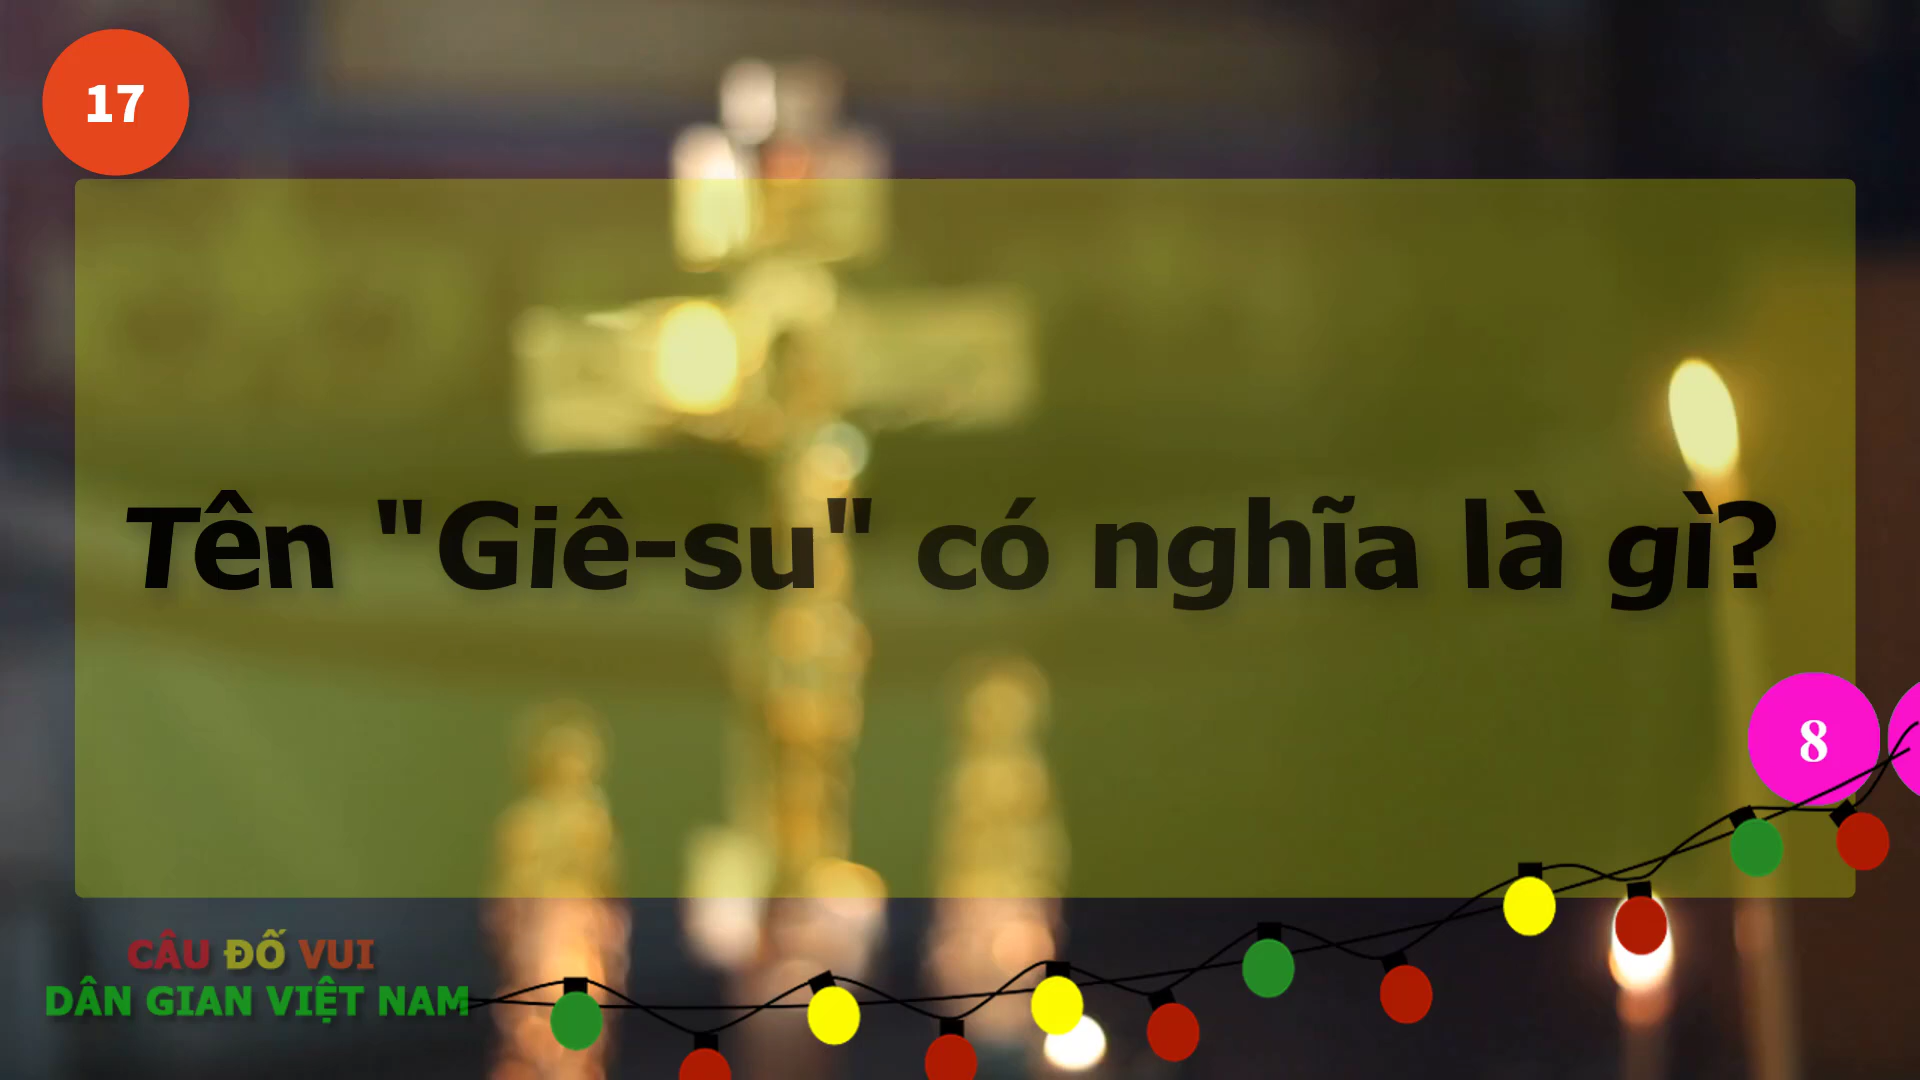 17
Tên "Giê-su" có nghĩa là gì?
8
CÂU ĐỐ VUI
DÂN GIAN VIỆT NAM